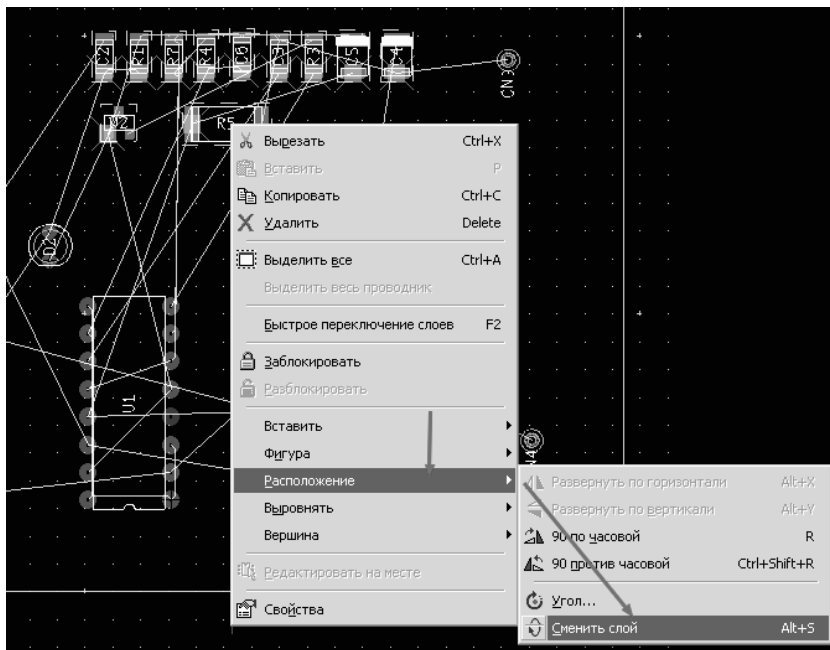 C2 R1 R7 R4 C6 C3 R3 C5 C4
CN3
R5
D2
U1
Вырезать Ctrl+X
Вставить P
Копировать Ctrl+C
Удалить Delete
Выделить все Ctrl+A
Выделить весь проводник
Быстрое переключение слоев F2
Заблокировать
Разблокировать
Вставить
Фигура
Расположение
Выровнять
Вершина
Редактировать на месте
Свойства
Развернуть по горизонтали Alt+X
Развернуть по вертикали Alt+Y
90 по часовой R
90 против часовой Ctrl+Shift+R
Угол...
Сменить слой Alt+S